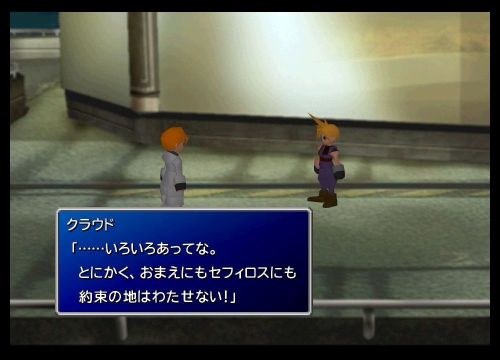 クラウド
「……いろいろあってな。
とにかく、おまえにもセフィロスにも
約束の地はわたせない!」